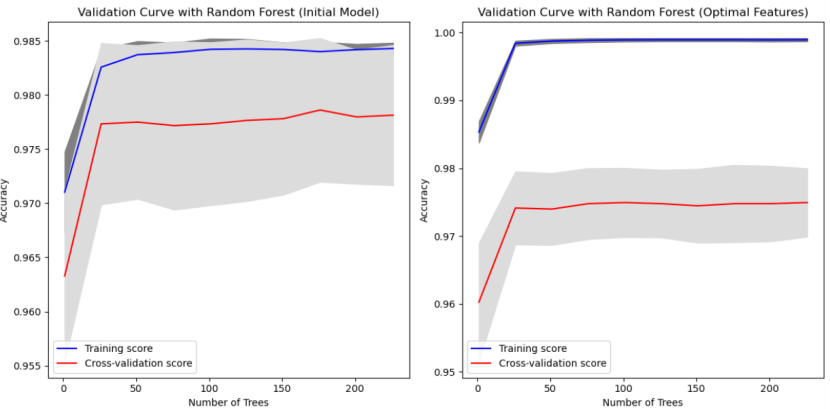 Validation Curve with Random Forest (Initial Model)
0.985
0.980
0.975
0.970
0.965
0.960
0.955
Accuracy
Training score
Cross-validation score
0 50 100 150 200
Number of Trees
Validation Curve with Random Forest (Optimal Features)
1.00
0.99
0.98
0.97
0.96
0.95
Accuracy
Training score
Cross-validation score
0 50 100 150 200
Number of Trees